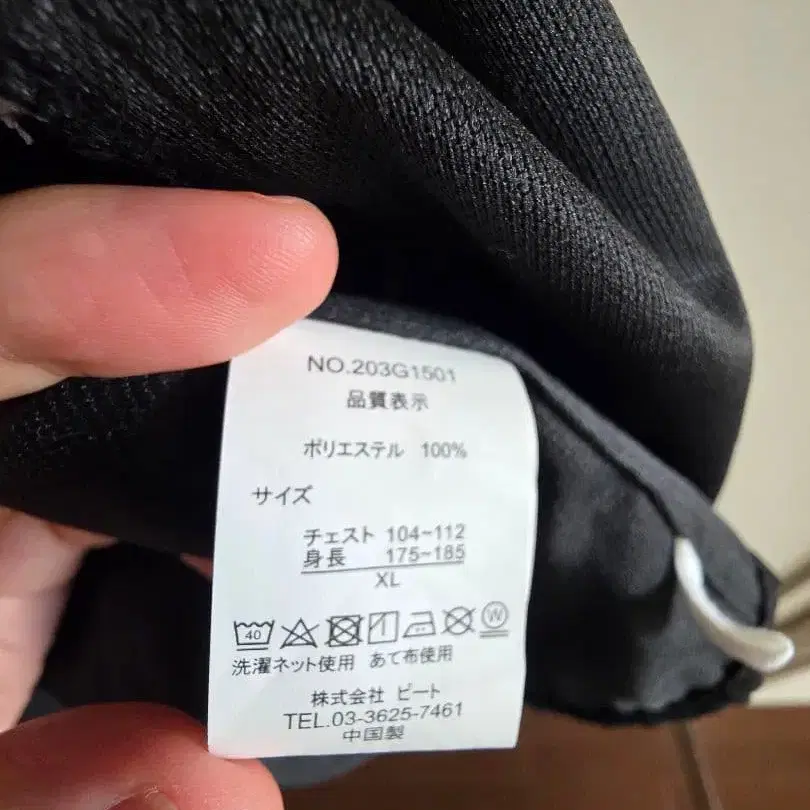 NO.203G1501
品質表示
ポリエステル 100%
サイズ
チェスト 104~112
身長 175~185
XL
40 W
洗濯ネット使用 あて布使用
株式会社 ビート
TEL.03-3625-7461
中国製